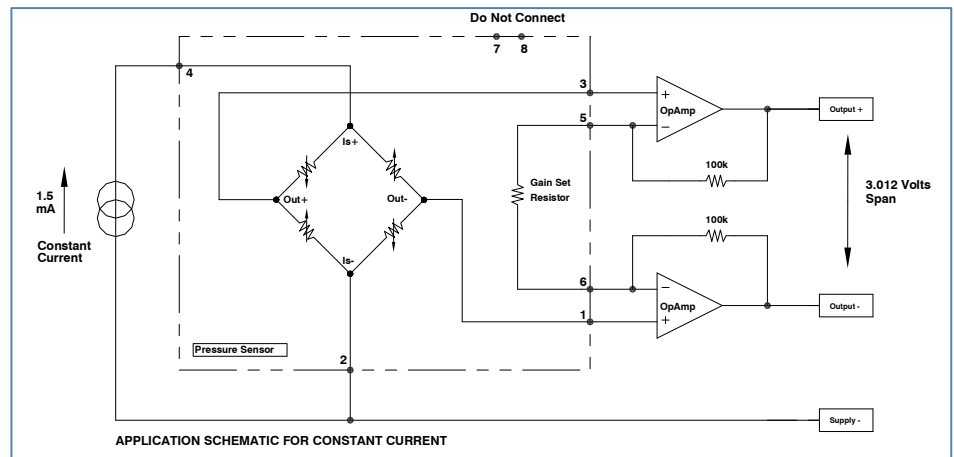 Do Not Connect
7 8
4
3
+
OpAmp
−
Output +
5
Is+
100k
1.5
mA
Gain Set
Resistor
3.012 Volts
Span
Out+
Out-
100k
Constant
Current
Is-
6
−
OpAmp
+
1
Output -
Pressure Sensor
2
Supply -
APPLICATION SCHEMATIC FOR CONSTANT CURRENT